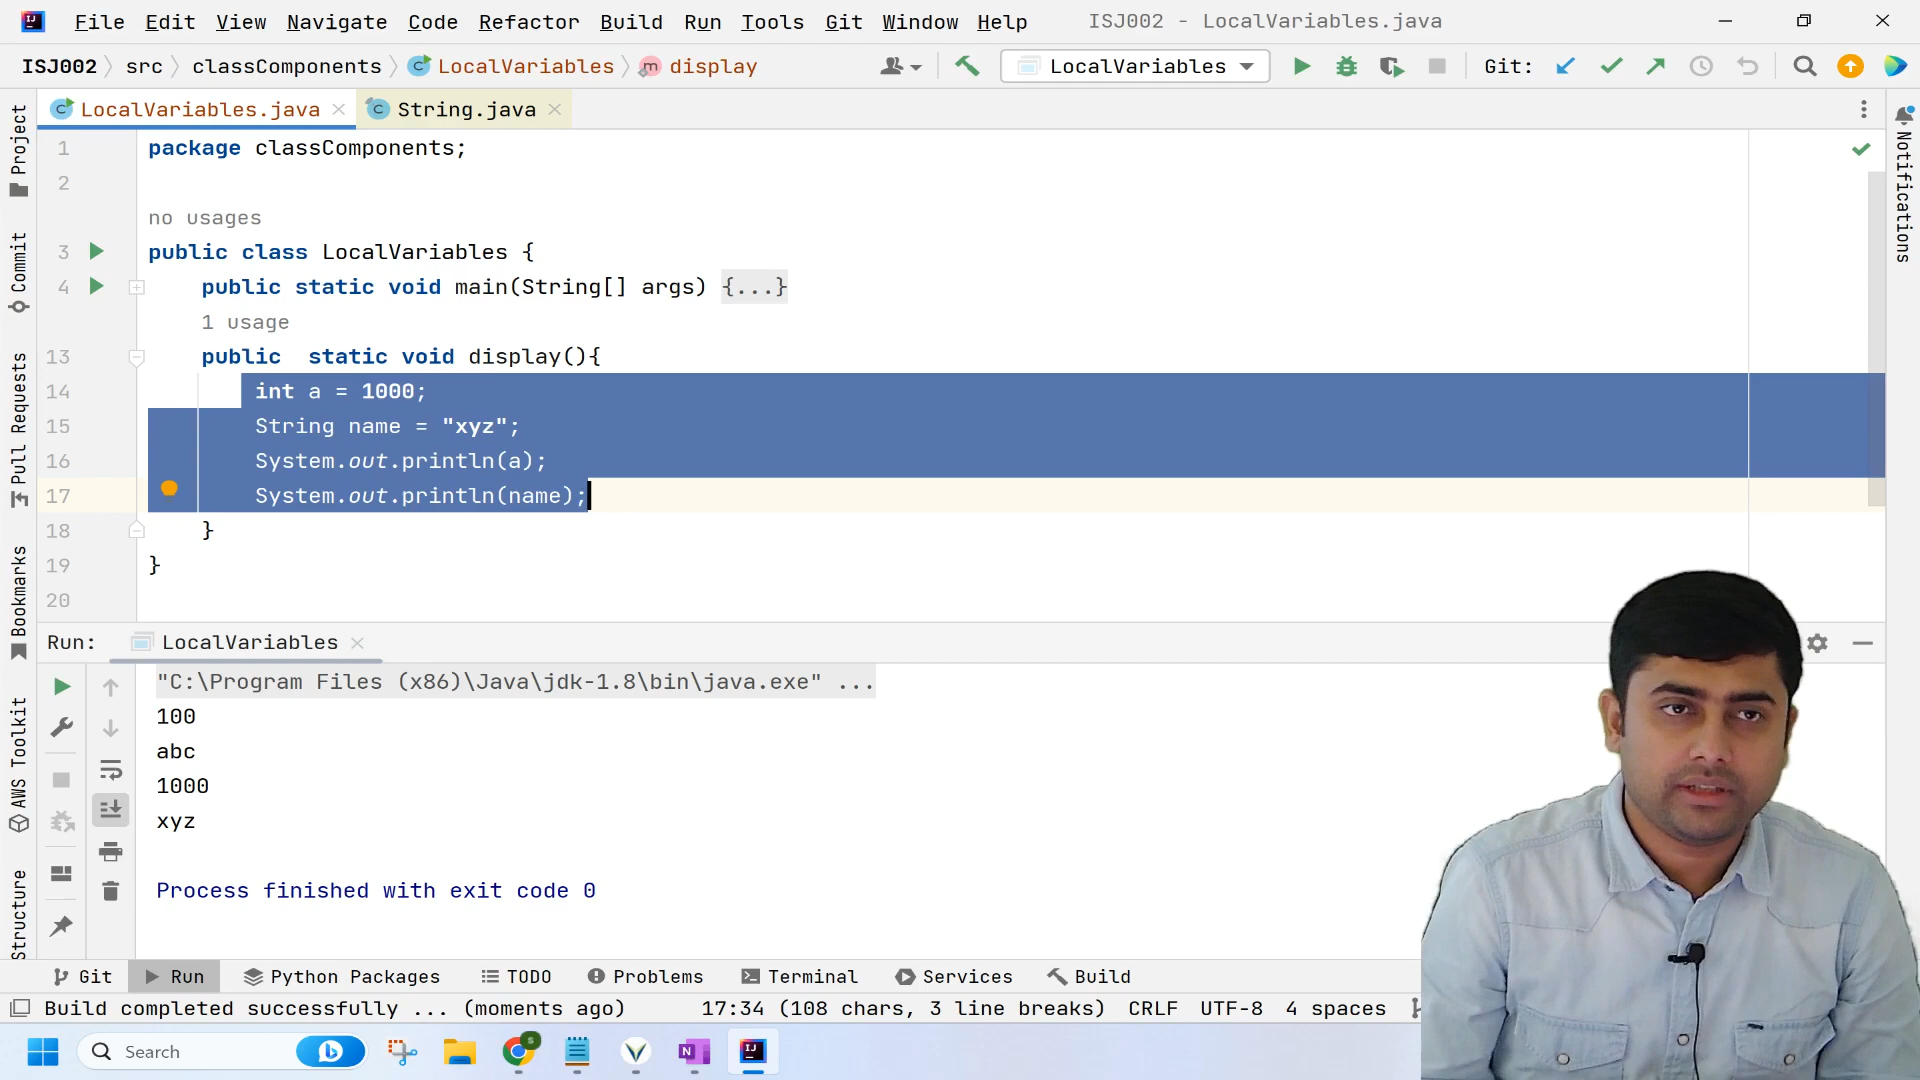 File Edit View Navigate Code Refactor Build Run Tools Git Window Help ISJ002 - LocalVariables.java
ISJ002 src classComponents LocalVariables display LocalVariables Git:
LocalVariables.java String.java
1 package classComponents;
2
no usages
3 public class LocalVariables {
4 public static void main(String[] args) {...}
1 usage
13 public  static void display(){
14 int a = 1000;
15 String name = "xyz";
16 System.out.println(a);
17 System.out.println(name);
18 }
19 }
20
Project
Commit
Pull Requests
Bookmarks
AWS Toolkit
Structure
Notifications
Run: LocalVariables
"C:\Program Files (x86)\Java\jdk-1.8\bin\java.exe" ...
100
abc
1000
xyz
Process finished with exit code 0
Git Run Python Packages TODO Problems Terminal Services Build
Build completed successfully ... (moments ago) 17:34 (108 chars, 3 line breaks) CRLF UTF-8 4 spaces
Search